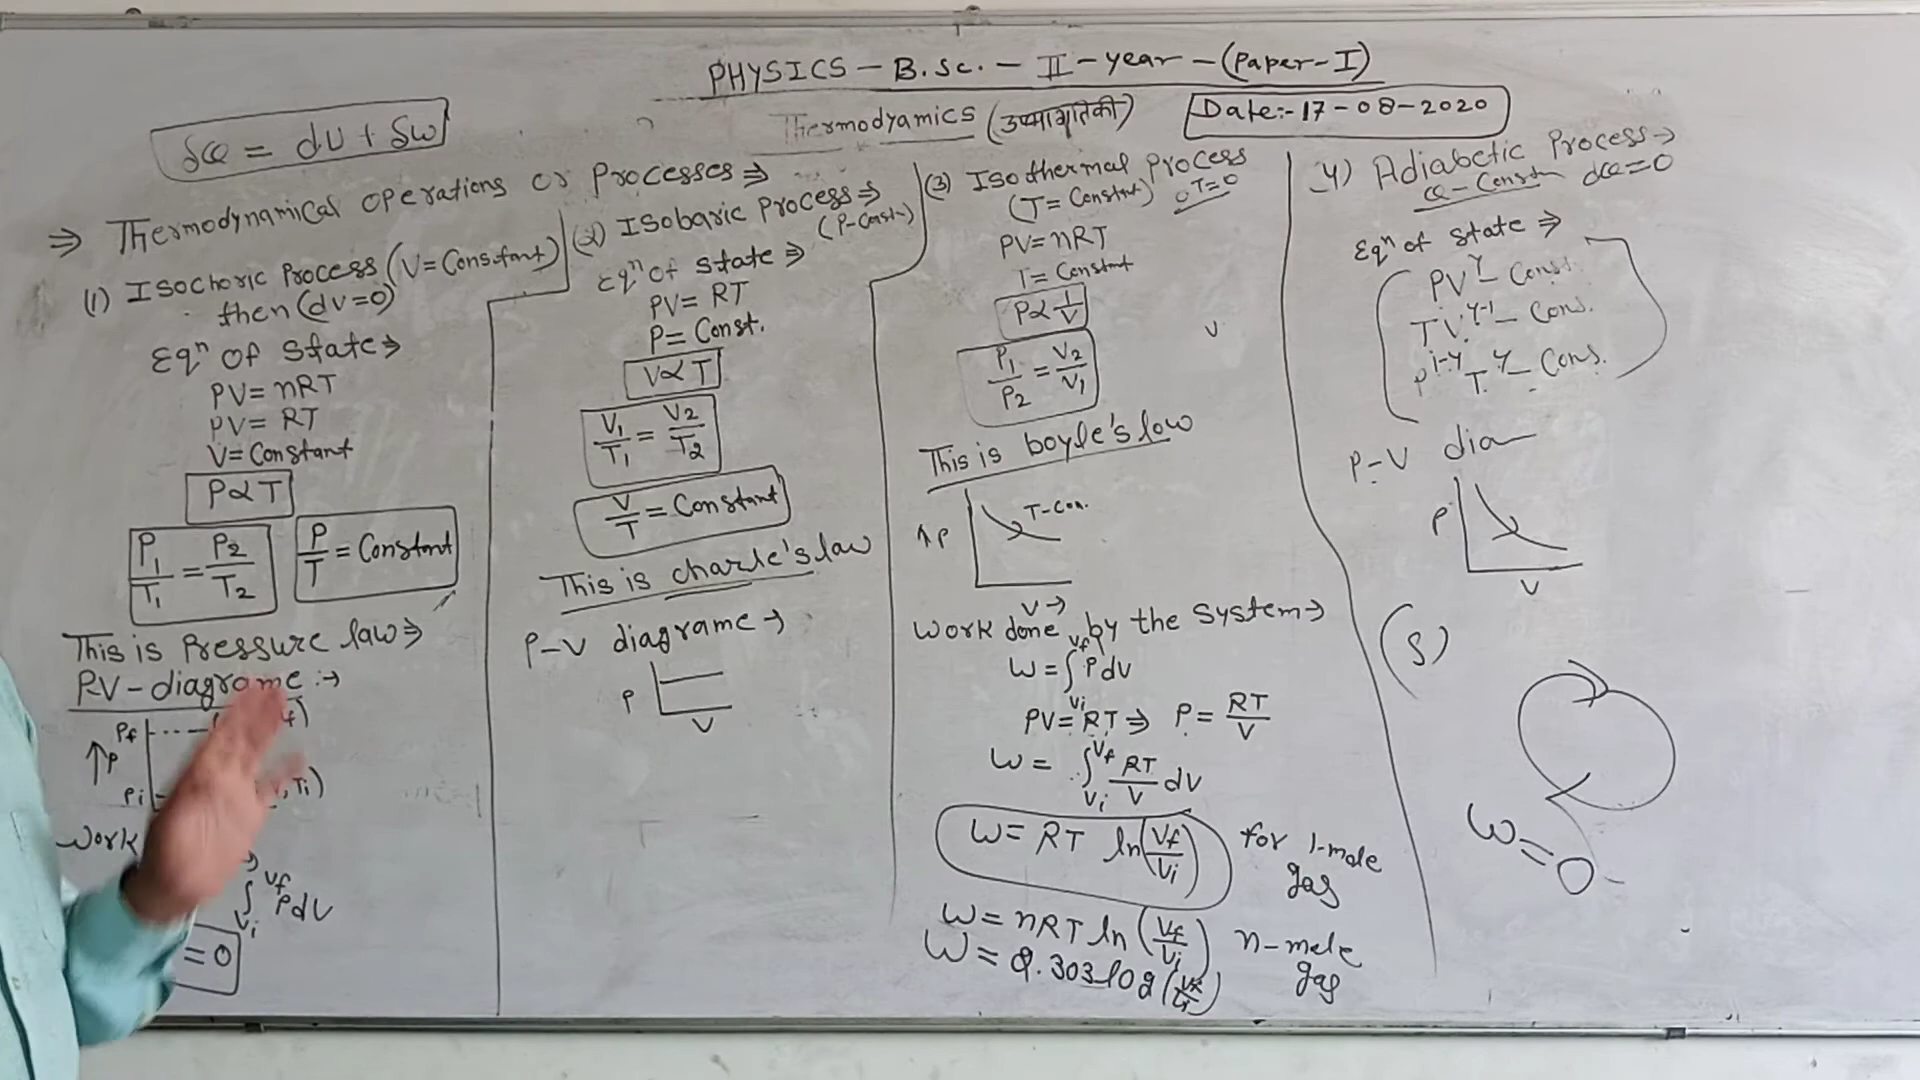 PHYSICS – B.Sc. – II – year – (Paper-I)
Thermodyamics (उष्मागतिकी)
Date:- 17-08-2020
δQ = dU + δW
⇒ Thermodynamical operations or Processes ⇒
(1) Isochoric Process (V=Constant)
then (dv=0)
Eqⁿ Of State ⇒
PV = nRT
PV = RT
V = Constant
P∝T
P₁/T₁ = P₂/T₂
P/T = Constant
This is Pressure law ⇒
PV-diagrame :→
Pf
↑P
Pi
, Ti)
Work
∫ Vi Vf Pdv
= 0
(2) Isobaric Process ⇒
(P-Const.)
Eqⁿ of State ⇒
PV = RT
P = Const.
V∝T
V₁/T₁ = V₂/T₂
V/T = Constant
This is charle's law
P-V diagrame →
P
V
(3) Isothermal Process
(T = Constant) dT=0
PV = nRT
T = Constant
P∝1/V
P₁/P₂ = V₂/V₁
This is boyle's low
T-Con.
↑P
V→
Work done by the System →
W = ∫ Vi Vf P dv
PV = RT ⇒ P = RT/V
W = ∫ Vi Vf RT/V dv
W = RT ln(Vf/Vi) for 1-mole gas
W = nRT ln(Vf/Vi) n-mole gas
W = 2.303 log(Vf/Vi)
V
4) Adiabetic Process →
Q-Const. dQ=0
Eqⁿ of State ⇒
PV^γ – Const.
TV^γ-1 – Cons.
P^1-γ T^γ – Cons.
P-V dia
P
V
(5)
W = 0